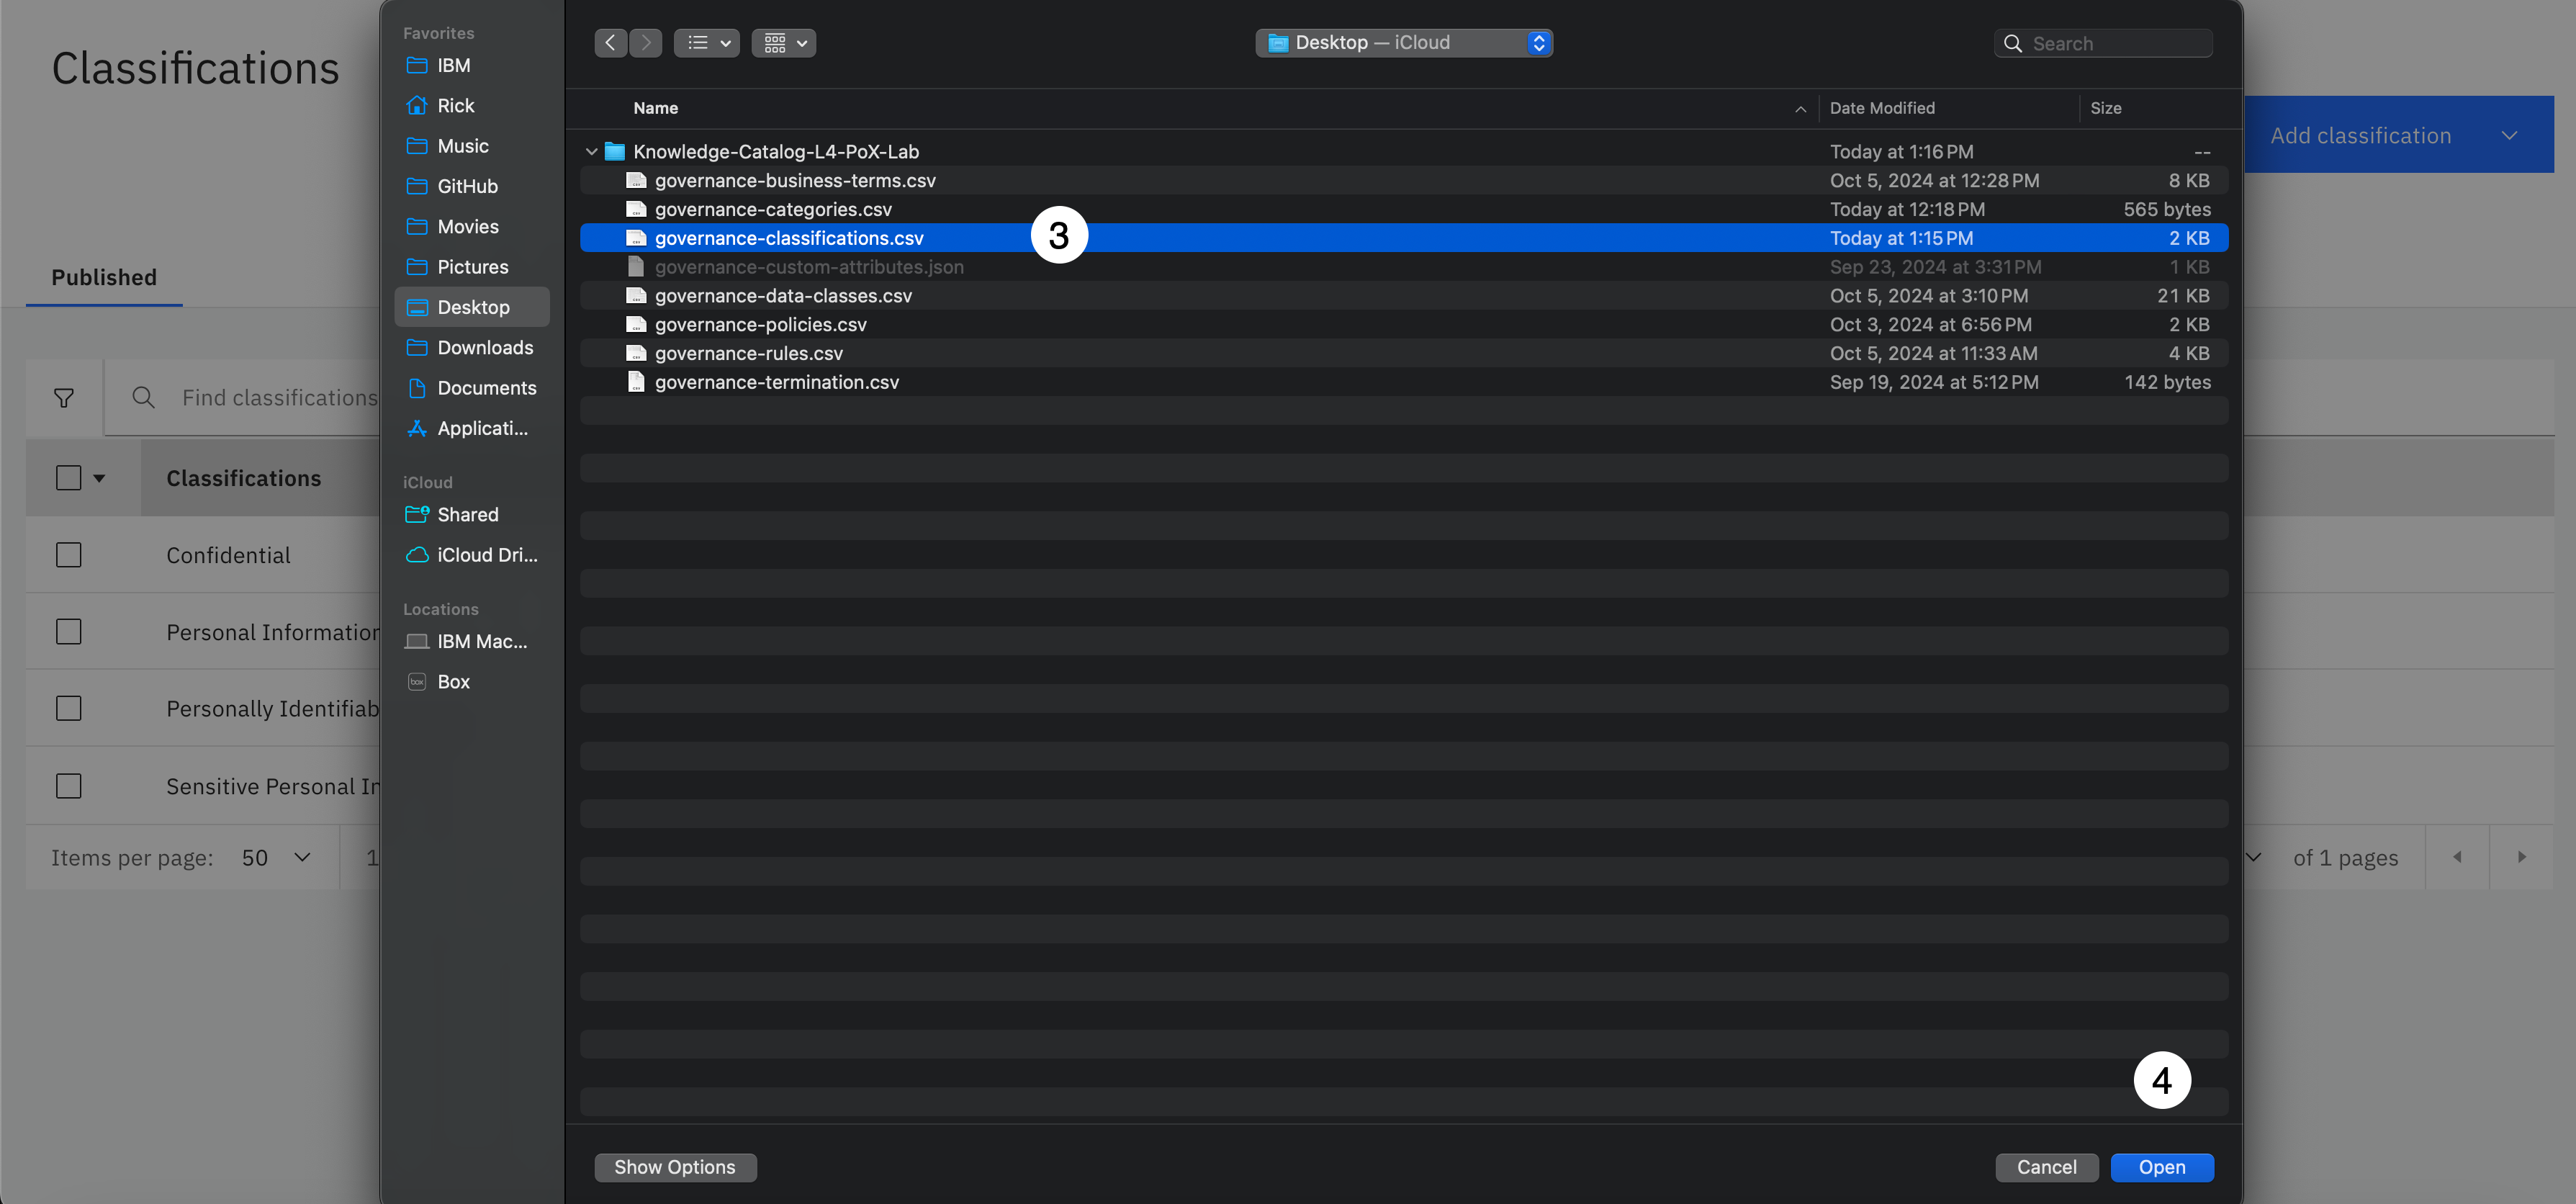 Classifications
Add classification
Published
Find classifications
Classifications
Confidential
Personal Information
Personally Identifiab
Sensitive Personal In
Items per page: 50
1
of 1 pages
Favorites
IBM
Rick
Music
GitHub
Movies
Pictures
Desktop
Downloads
Documents
Applicati...
iCloud
Shared
iCloud Dri...
Locations
IBM Mac...
box Box
Desktop — iCloud
Search
Name Date Modified Size
Knowledge-Catalog-L4-PoX-Lab Today at 1:16 PM --
governance-business-terms.csv Oct 5, 2024 at 12:28 PM 8 KB
governance-categories.csv Today at 12:18 PM 565 bytes
governance-classifications.csv 3 Today at 1:15 PM 2 KB
governance-custom-attributes.json Sep 23, 2024 at 3:31 PM 1 KB
governance-data-classes.csv Oct 5, 2024 at 3:10 PM 21 KB
governance-policies.csv Oct 3, 2024 at 6:56 PM 2 KB
governance-rules.csv Oct 5, 2024 at 11:33 AM 4 KB
governance-termination.csv Sep 19, 2024 at 5:12 PM 142 bytes
4
Show Options Cancel Open